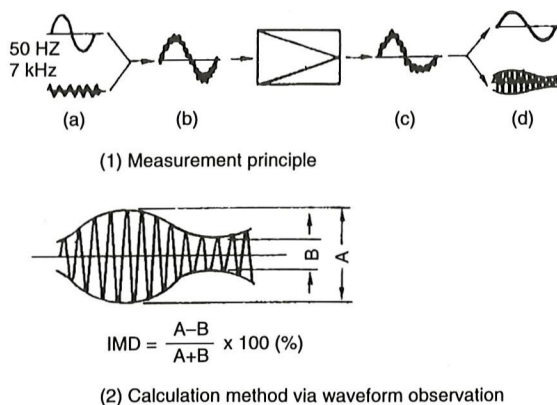 50 HZ
7 kHz
(a) (b) (c) (d)
(1) Measurement principle
B A
IMD = A–B / A+B x 100 (%)
(2) Calculation method via waveform observation